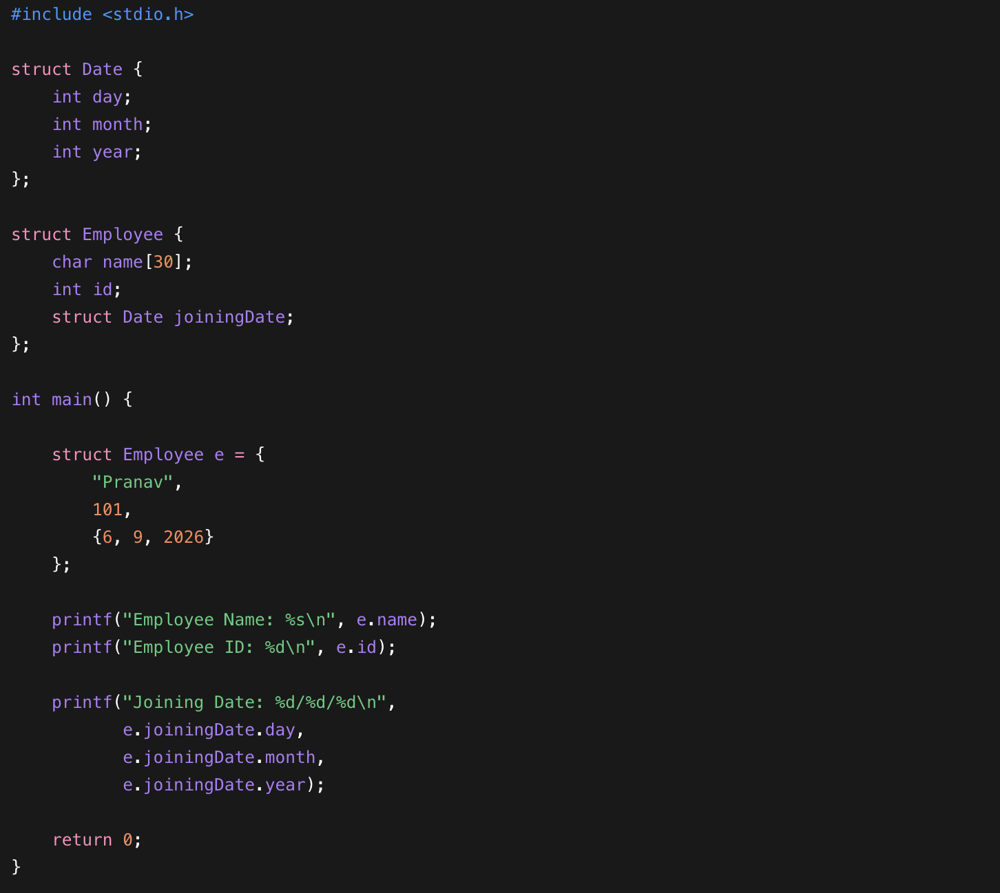 #include <stdio.h>

struct Date {
    int day;
    int month;
    int year;
};

struct Employee {
    char name[30];
    int id;
    struct Date joiningDate;
};

int main() {

    struct Employee e = {
        "Pranav",
        101,
        {6, 9, 2026}
    };

    printf("Employee Name: %s\n", e.name);
    printf("Employee ID: %d\n", e.id);

    printf("Joining Date: %d/%d/%d\n",
           e.joiningDate.day,
           e.joiningDate.month,
           e.joiningDate.year);

    return 0;
}